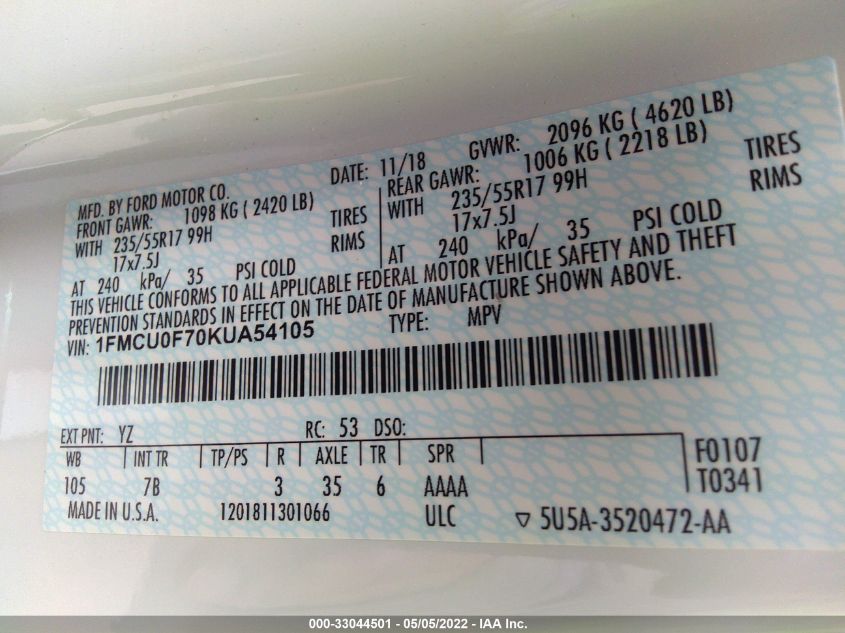 MFD. BY FORD MOTOR CO. DATE: 11/18 GVWR: 2096 KG ( 4620 LB)
FRONT GAWR: 1098 KG ( 2420 LB) REAR GAWR: 1006 KG ( 2218 LB)
WITH 235/55R17 99H TIRES WITH 235/55R17 99H TIRES
17x7.5J RIMS 17x7.5J RIMS
AT 240 kPa/ 35 PSI COLD AT 240 kPa/ 35 PSI COLD
THIS VEHICLE CONFORMS TO ALL APPLICABLE FEDERAL MOTOR VEHICLE SAFETY AND THEFT
PREVENTION STANDARDS IN EFFECT ON THE DATE OF MANUFACTURE SHOWN ABOVE.
VIN: 1FMCU0F70KUA54105 TYPE: MPV
EXT PNT: YZ RC: 53 DSO:
WB INT TR TP/PS R AXLE TR SPR F0107
105 7B 3 35 6 AAAA T0341
MADE IN U.S.A. 1201811301066 ULC ▽ 5U5A-3520472-AA
000-33044501 - 05/05/2022 - IAA Inc.